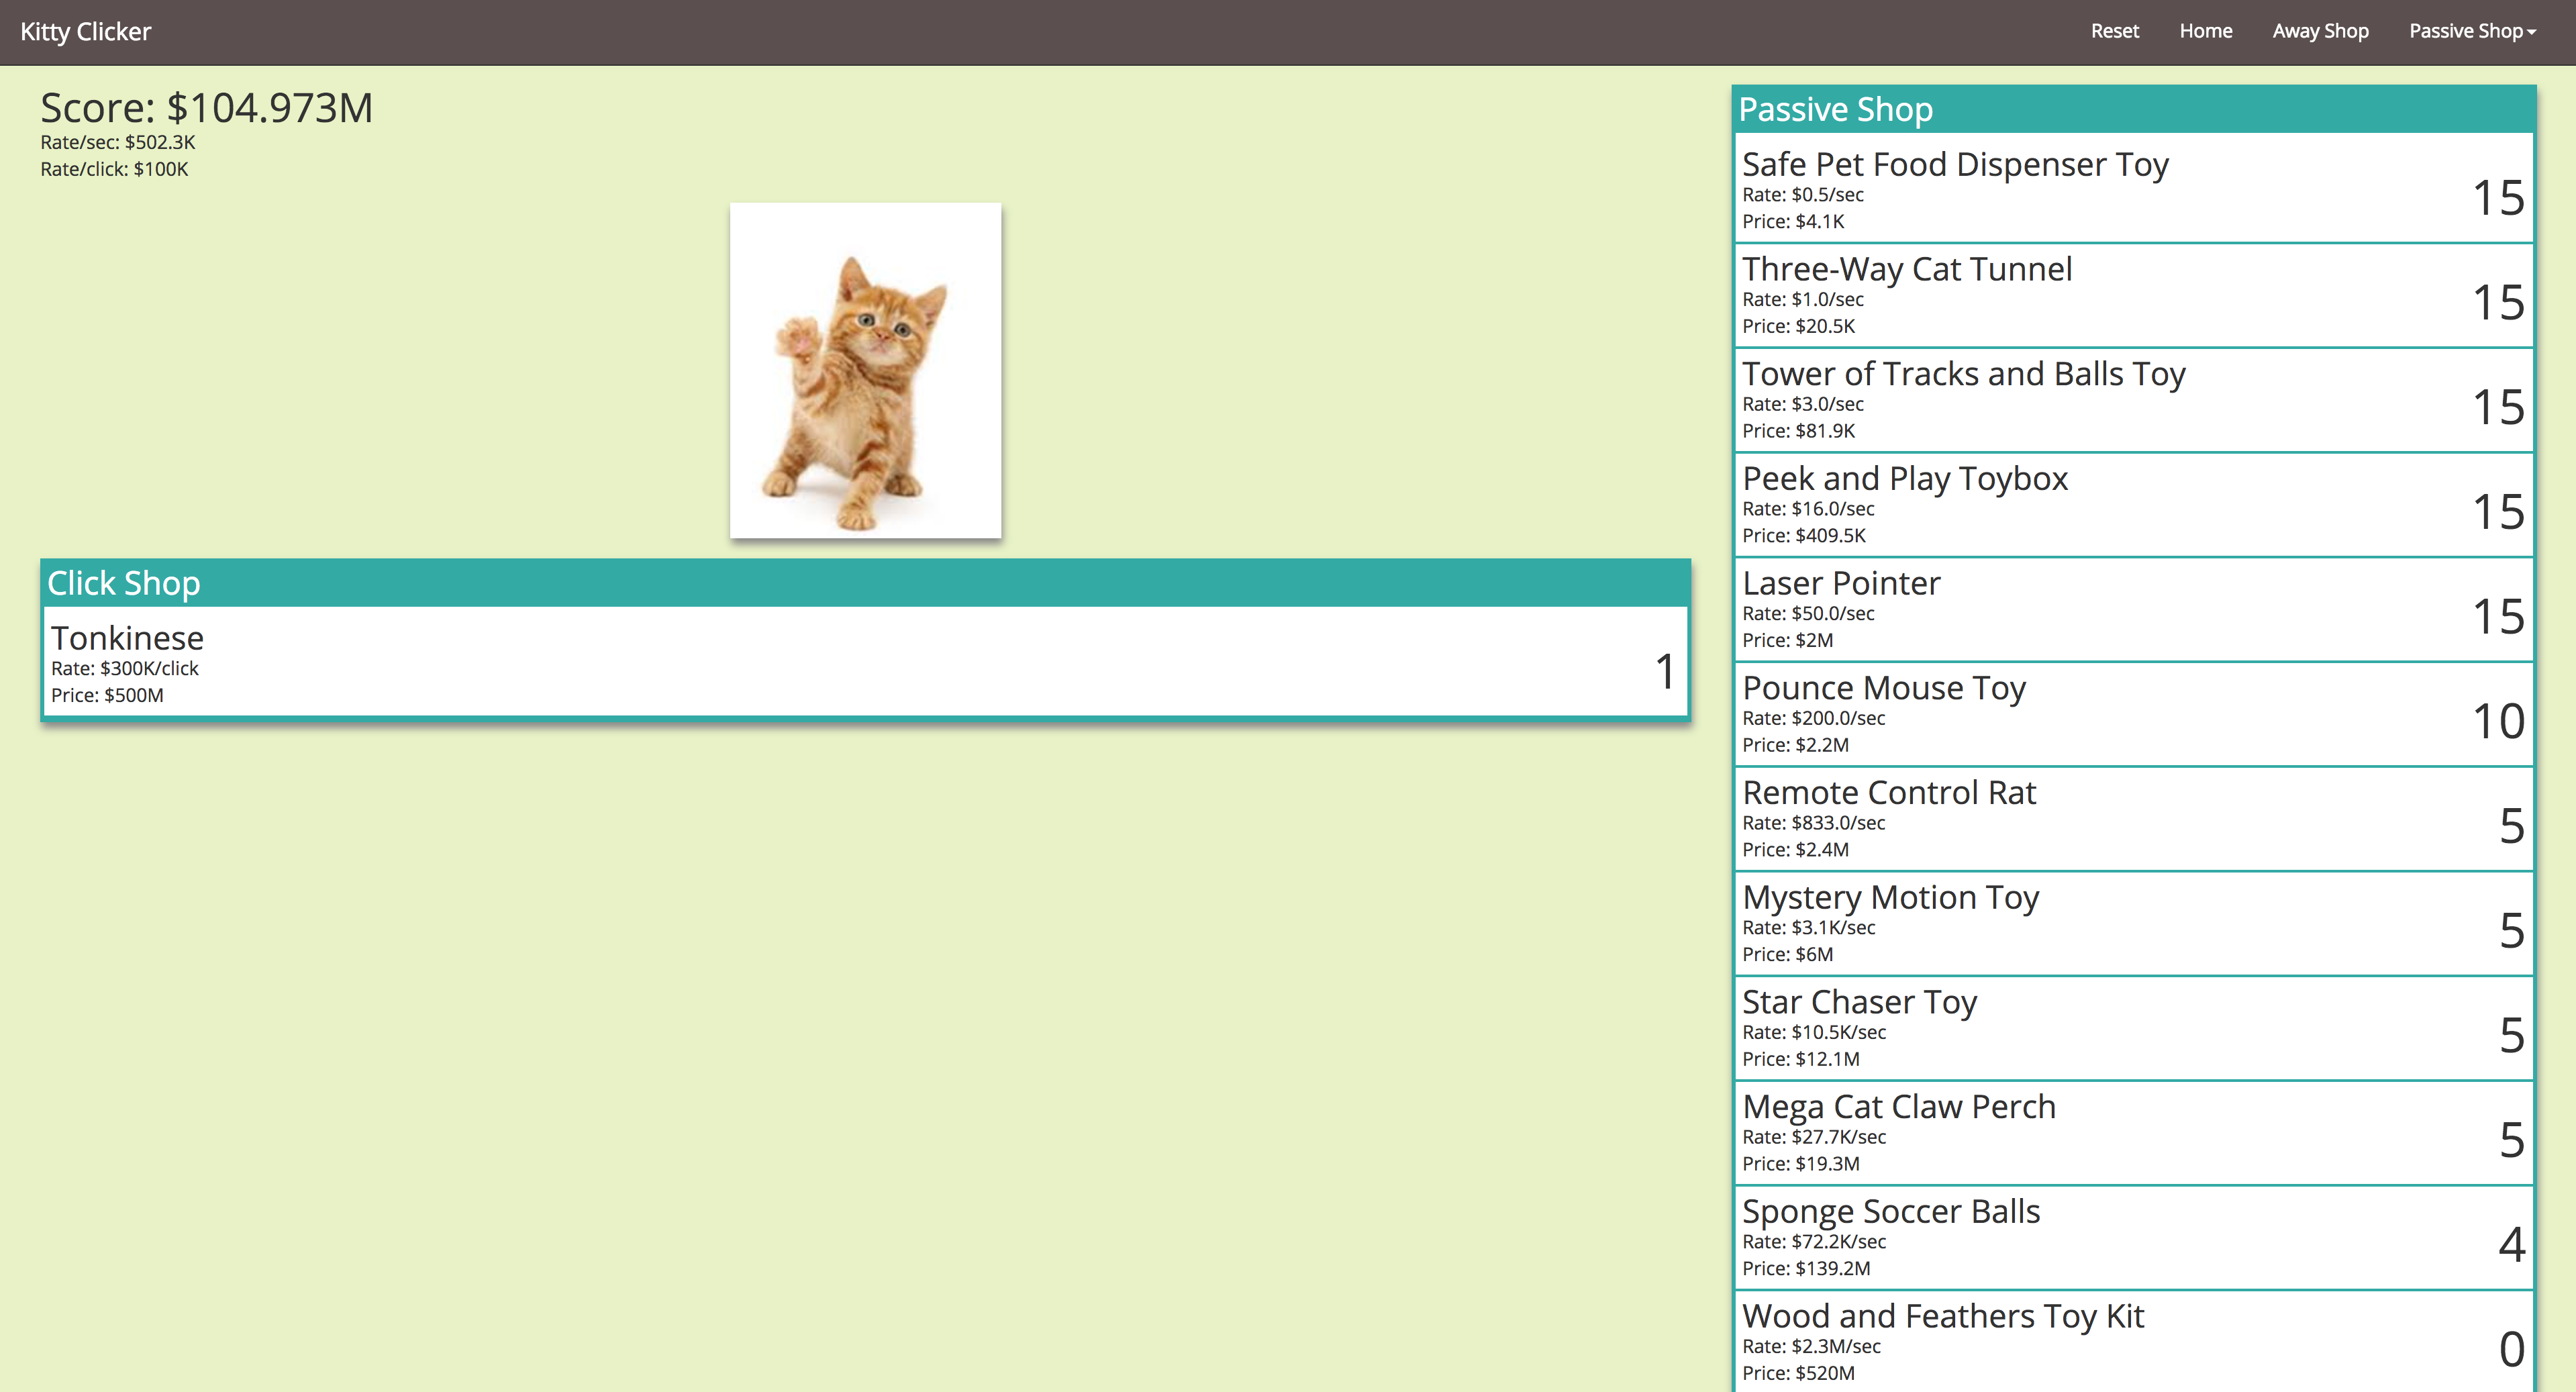 Kitty Clicker
Reset Home Away Shop Passive Shop
Score: $104.973M
Rate/sec: $502.3K
Rate/click: $100K
Click Shop
Tonkinese
Rate: $300K/click
Price: $500M
1
Passive Shop
Safe Pet Food Dispenser Toy
Rate: $0.5/sec
Price: $4.1K
15
Three-Way Cat Tunnel
Rate: $1.0/sec
Price: $20.5K
15
Tower of Tracks and Balls Toy
Rate: $3.0/sec
Price: $81.9K
15
Peek and Play Toybox
Rate: $16.0/sec
Price: $409.5K
15
Laser Pointer
Rate: $50.0/sec
Price: $2M
15
Pounce Mouse Toy
Rate: $200.0/sec
Price: $2.2M
10
Remote Control Rat
Rate: $833.0/sec
Price: $2.4M
5
Mystery Motion Toy
Rate: $3.1K/sec
Price: $6M
5
Star Chaser Toy
Rate: $10.5K/sec
Price: $12.1M
5
Mega Cat Claw Perch
Rate: $27.7K/sec
Price: $19.3M
5
Sponge Soccer Balls
Rate: $72.2K/sec
Price: $139.2M
4
Wood and Feathers Toy Kit
Rate: $2.3M/sec
Price: $520M
0